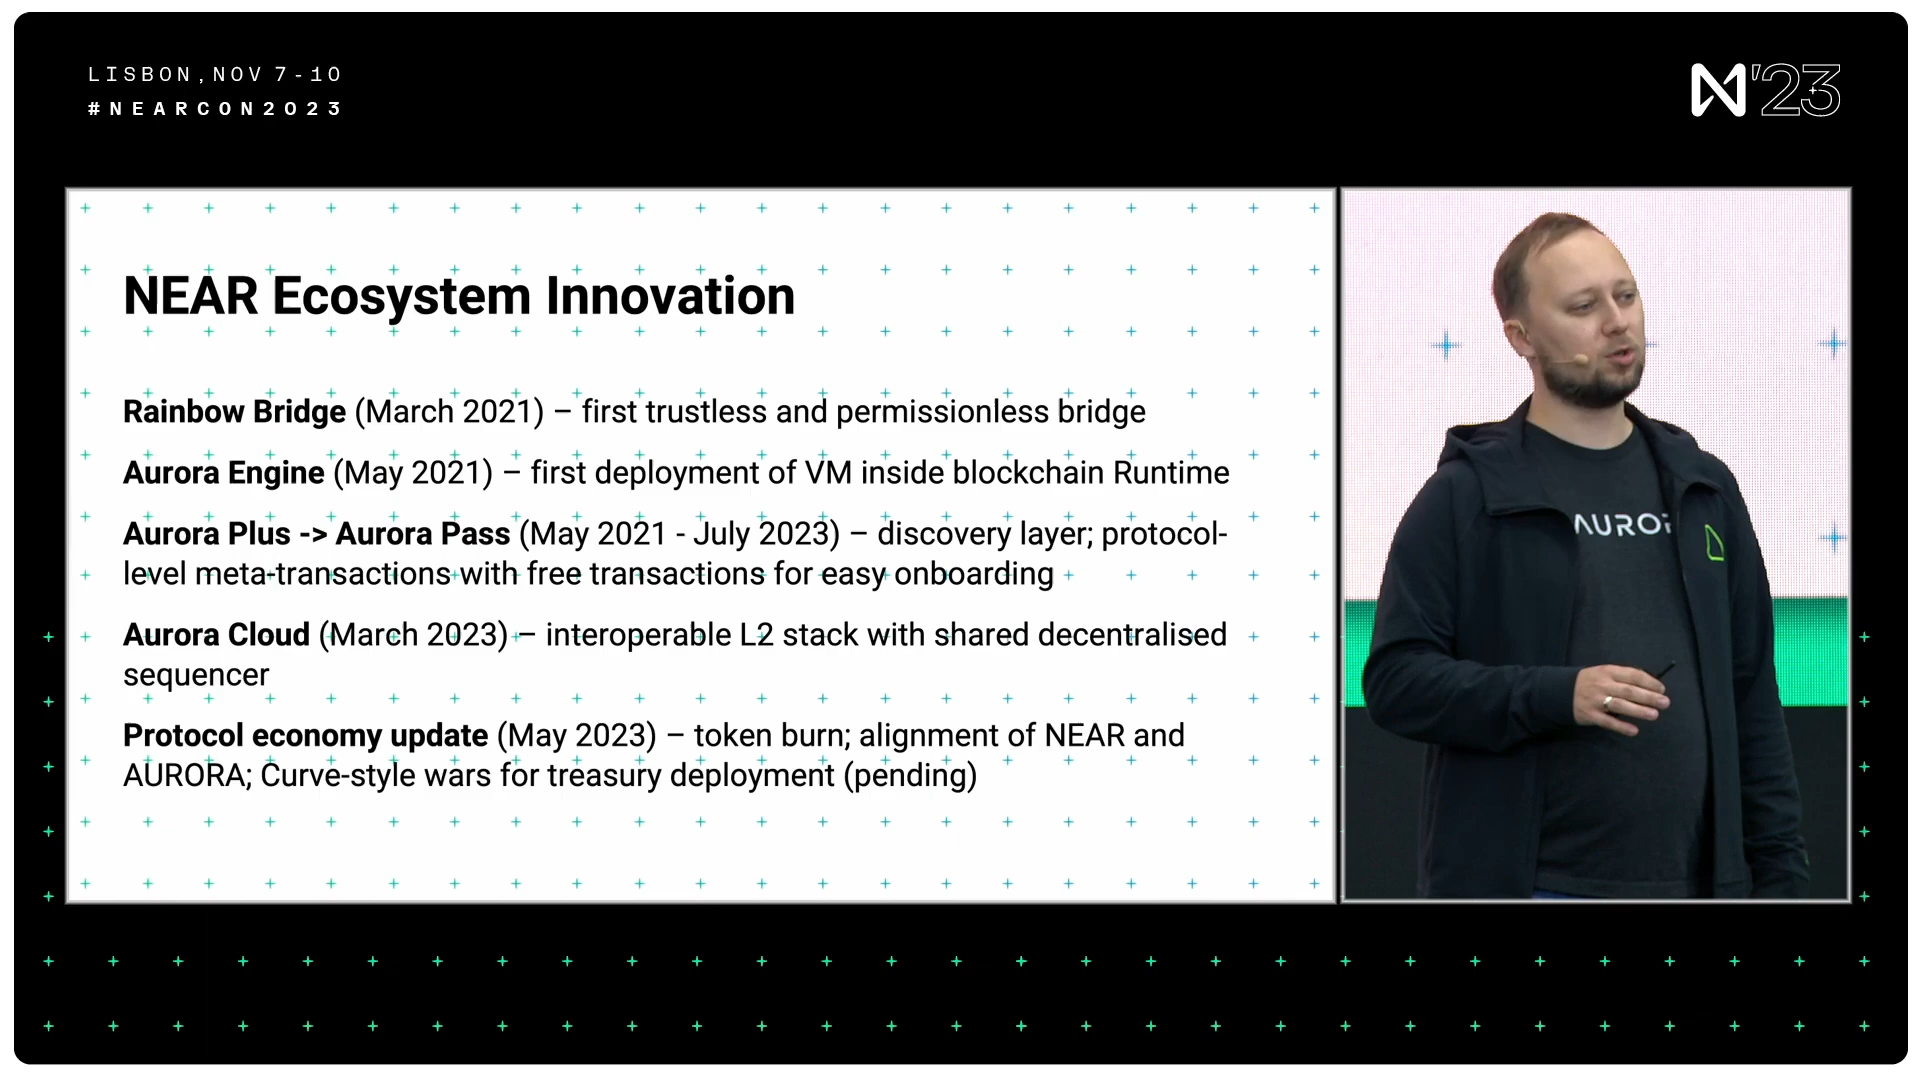 LISBON, NOV 7-10
#NEARCON2023
'23
NEAR Ecosystem Innovation
Rainbow Bridge (March 2021) – first trustless and permissionless bridge
Aurora Engine (May 2021) – first deployment of VM inside blockchain Runtime
Aurora Plus -> Aurora Pass (May 2021 - July 2023) – discovery layer; protocol-
level meta-transactions with free transactions for easy onboarding
Aurora Cloud (March 2023) – interoperable L2 stack with shared decentralised
sequencer
Protocol economy update (May 2023) – token burn; alignment of NEAR and
AURORA; Curve-style wars for treasury deployment (pending)
AUROR